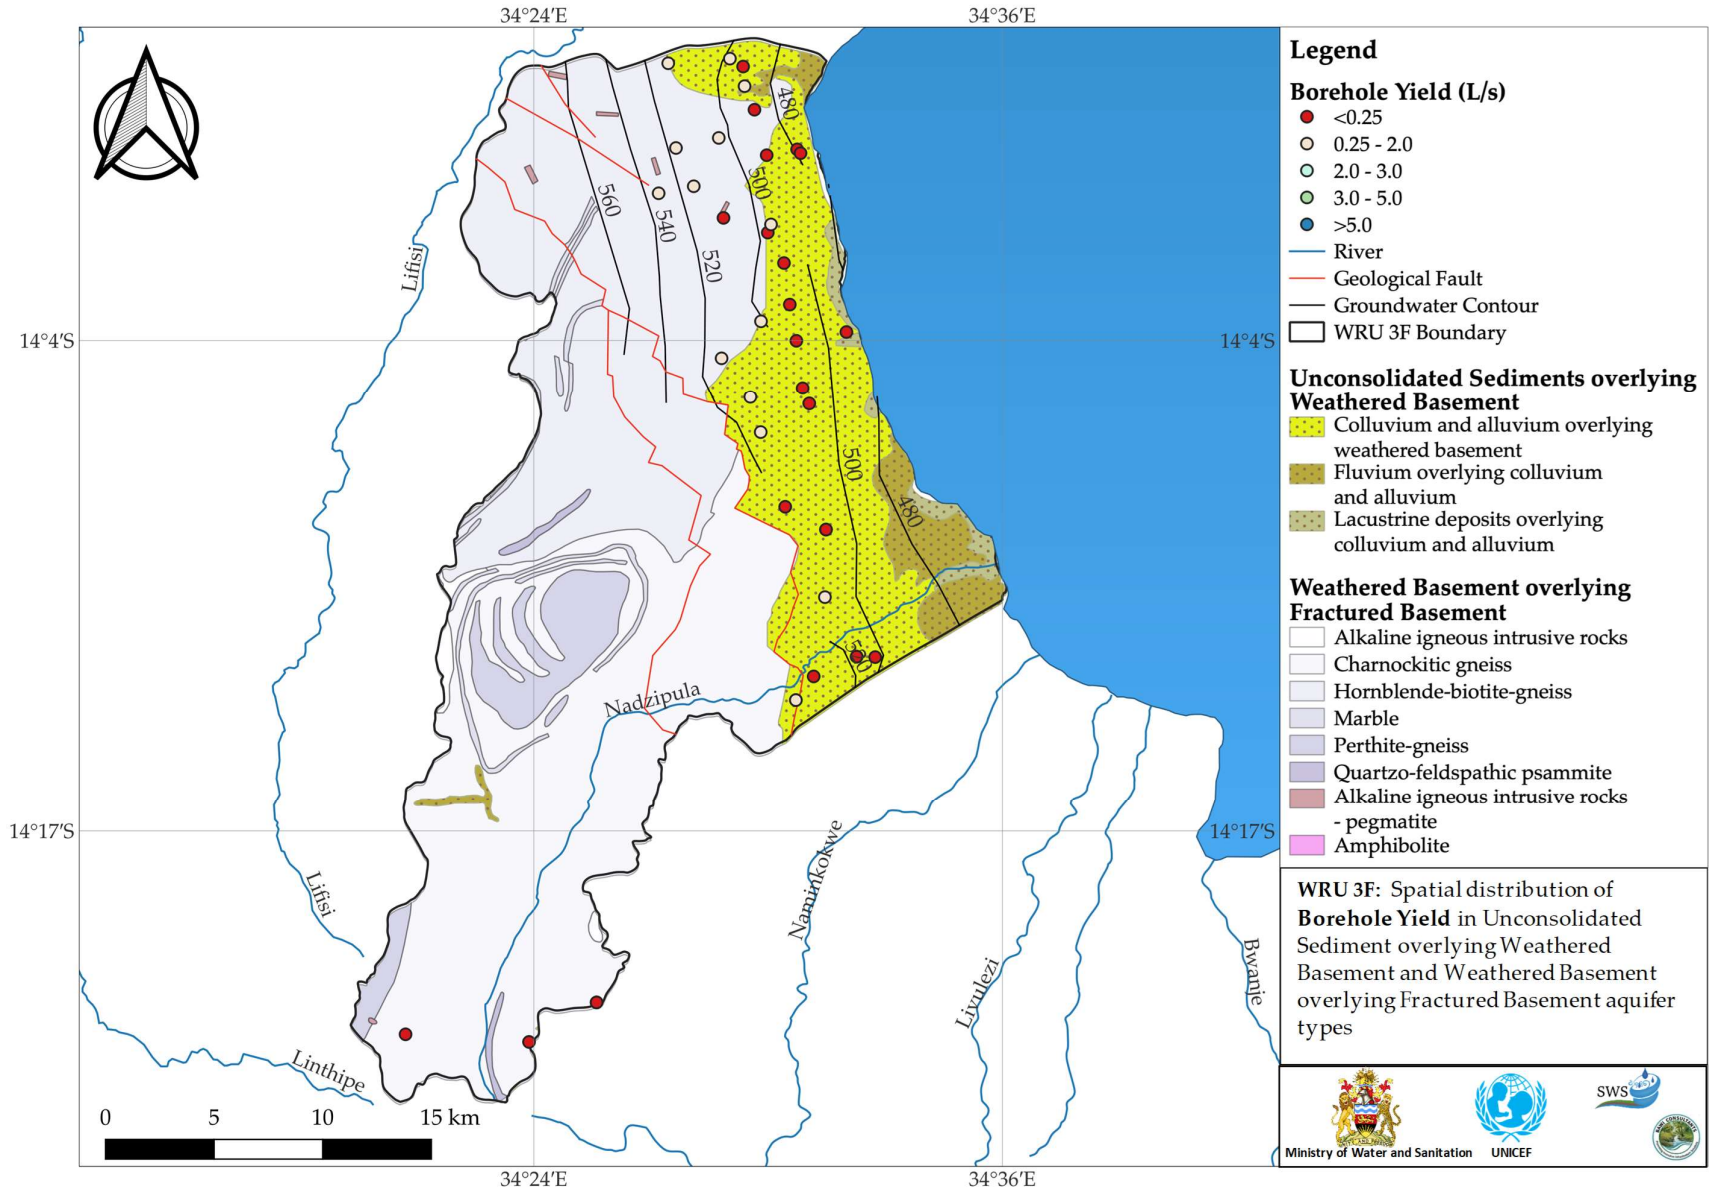 34°24′E
34°36′E
480
500
560
540
520
Lifisi
14°4′S
14°4′S
500
480
520
Nadzipula
14°17′S
14°17′S
Lifisi
Naminkokwe
Livulezi
Bwanje
Linthipe
0 5 10 15 km
34°24′E
34°36′E
Legend
Borehole Yield (L/s)
<0.25
0.25 - 2.0
2.0 - 3.0
3.0 - 5.0
>5.0
River
Geological Fault
Groundwater Contour
WRU 3F Boundary
Unconsolidated Sediments overlying
Weathered Basement
Colluvium and alluvium overlying
weathered basement
Fluvium overlying colluvium
and alluvium
Lacustrine deposits overlying
colluvium and alluvium
Weathered Basement overlying
Fractured Basement
Alkaline igneous intrusive rocks
Charnockitic gneiss
Hornblende-biotite-gneiss
Marble
Perthite-gneiss
Quartzo-feldspathic psammite
Alkaline igneous intrusive rocks
- pegmatite
Amphibolite
WRU 3F: Spatial distribution of
Borehole Yield in Unconsolidated
Sediment overlying Weathered
Basement and Weathered Basement
overlying Fractured Basement aquifer
types
SWS
Ministry of Water and Sanitation
UNICEF